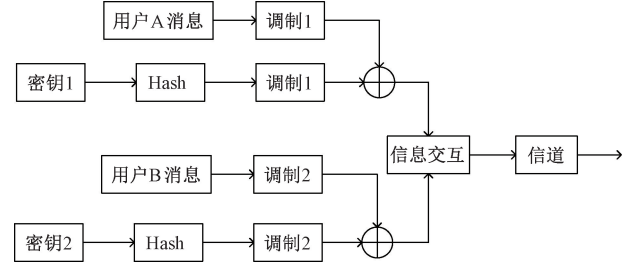 用户A消息 调制1
密钥1 Hash 调制1
信息交互 信道
用户B消息 调制2
密钥2 Hash 调制2